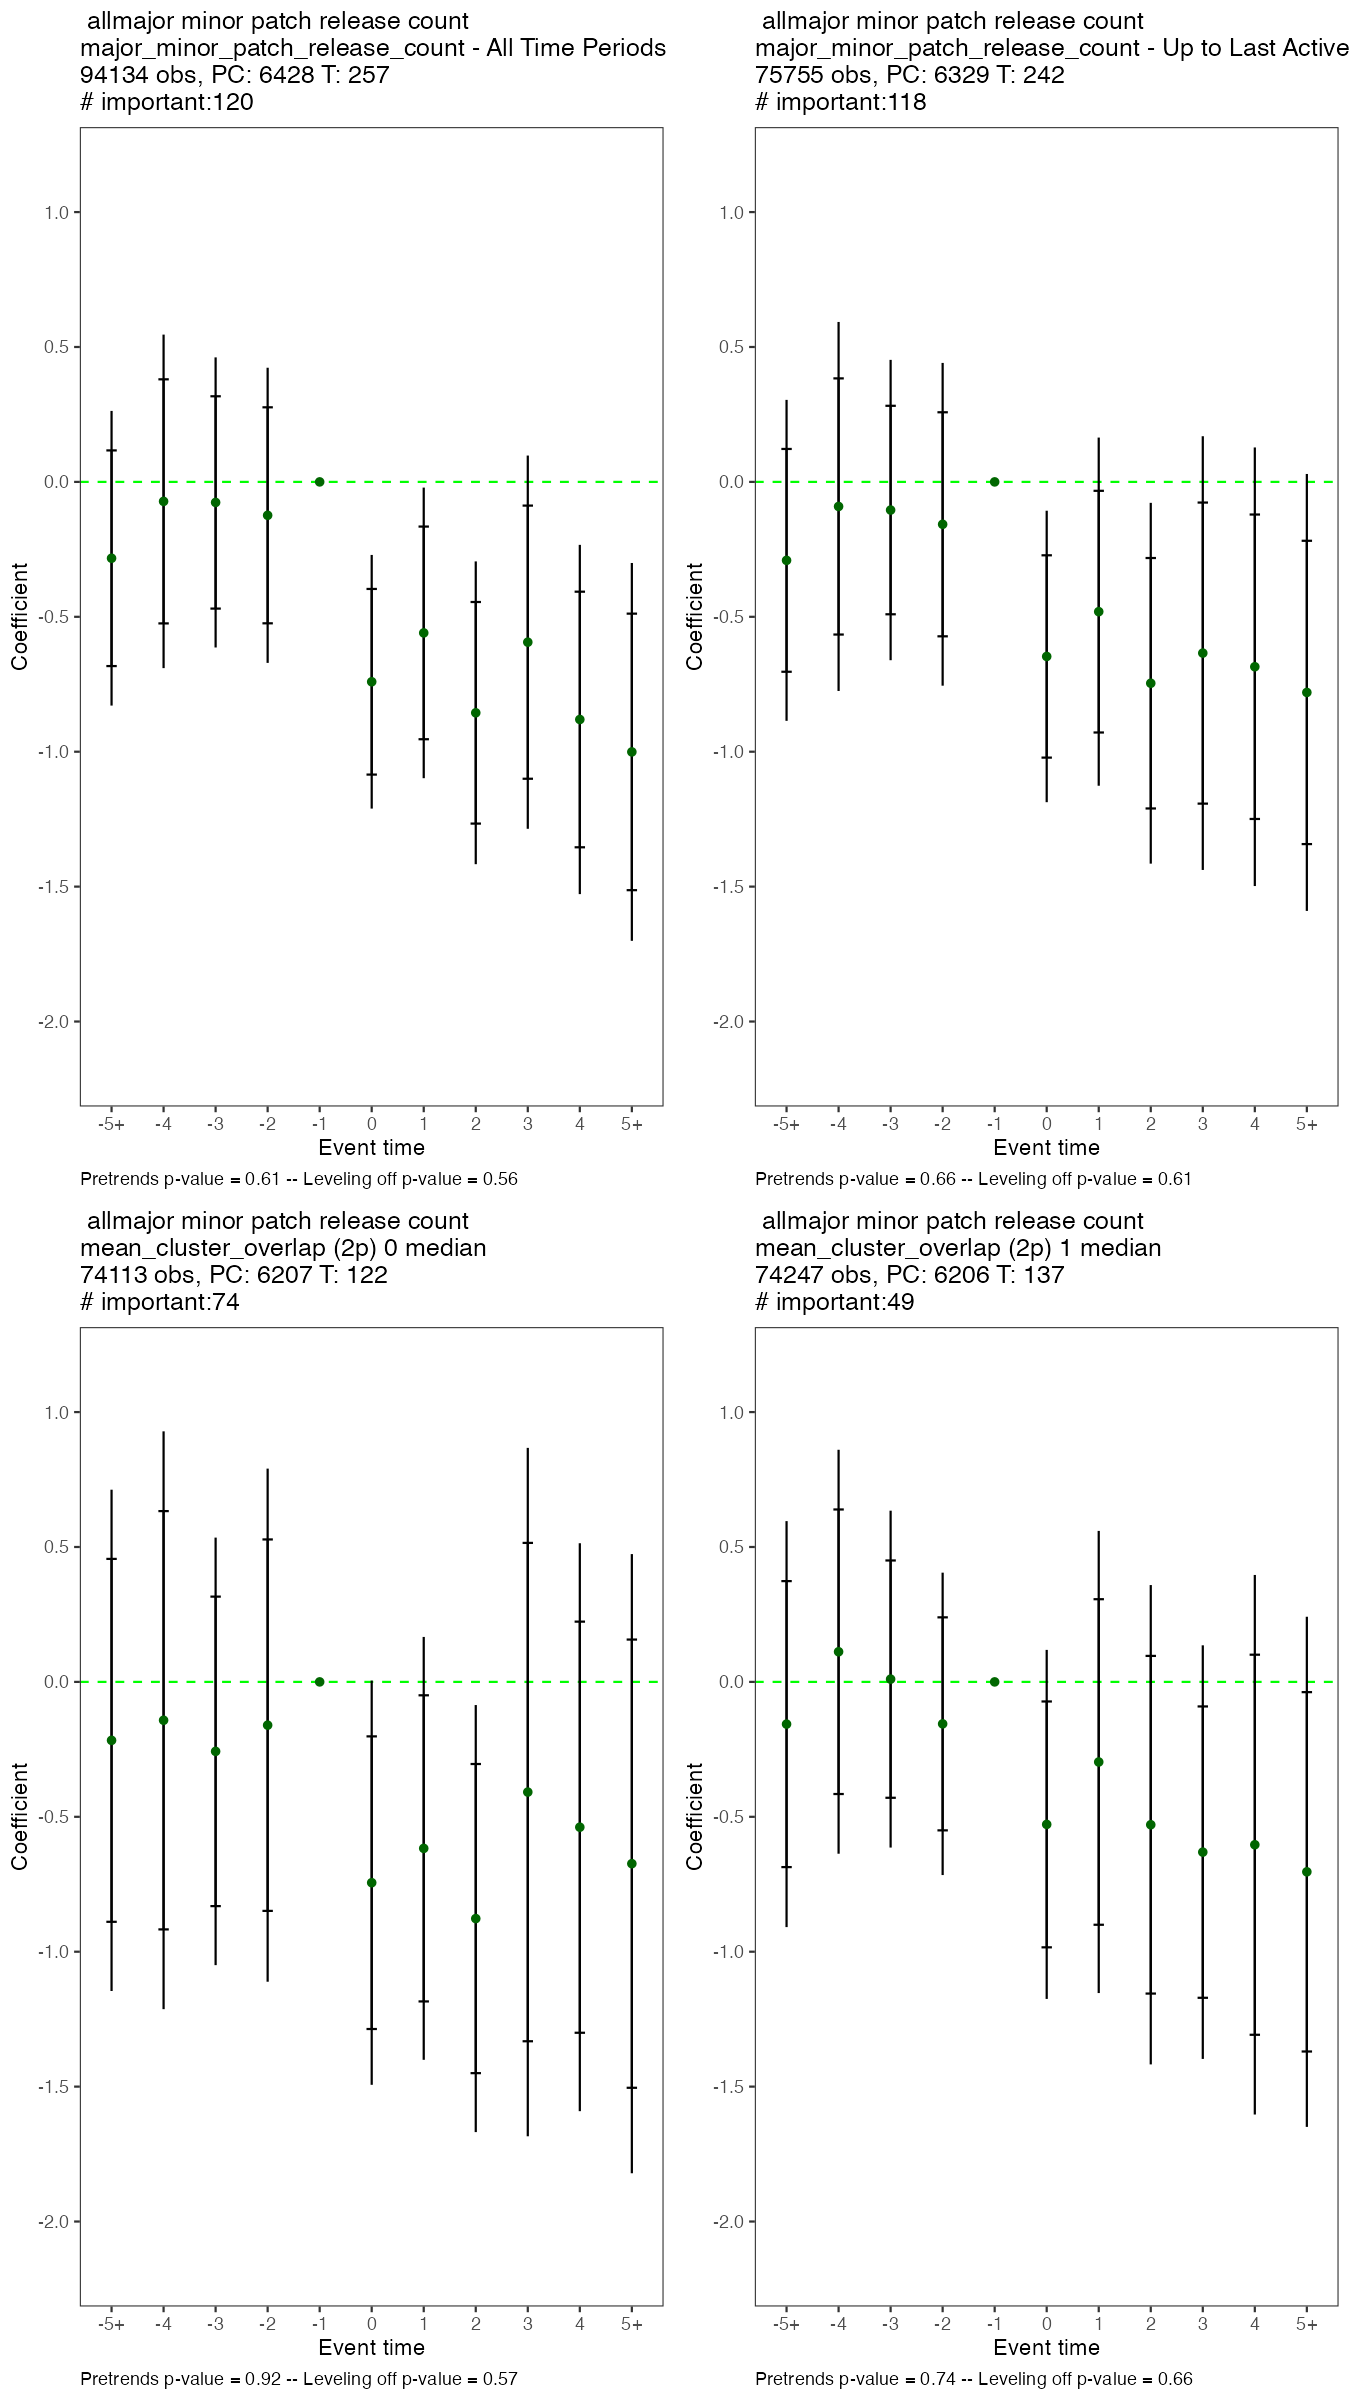 allmajor minor patch release count
major_minor_patch_release_count - All Time Periods
94134 obs, PC: 6428 T: 257
# important:120
1.0
0.5
0.0
-0.5
-1.0
-1.5
-2.0
Coefficient
-5+ -4 -3 -2 -1 0 1 2 3 4 5+
Event time
Pretrends p-value = 0.61 -- Leveling off p-value = 0.56
allmajor minor patch release count
major_minor_patch_release_count - Up to Last Active
75755 obs, PC: 6329 T: 242
# important:118
1.0
0.5
0.0
-0.5
-1.0
-1.5
-2.0
Coefficient
-5+ -4 -3 -2 -1 0 1 2 3 4 5+
Event time
Pretrends p-value = 0.66 -- Leveling off p-value = 0.61
allmajor minor patch release count
mean_cluster_overlap (2p) 0 median
74113 obs, PC: 6207 T: 122
# important:74
1.0
0.5
0.0
-0.5
-1.0
-1.5
-2.0
Coefficient
-5+ -4 -3 -2 -1 0 1 2 3 4 5+
Event time
Pretrends p-value = 0.92 -- Leveling off p-value = 0.57
allmajor minor patch release count
mean_cluster_overlap (2p) 1 median
74247 obs, PC: 6206 T: 137
# important:49
1.0
0.5
0.0
-0.5
-1.0
-1.5
-2.0
Coefficient
-5+ -4 -3 -2 -1 0 1 2 3 4 5+
Event time
Pretrends p-value = 0.74 -- Leveling off p-value = 0.66